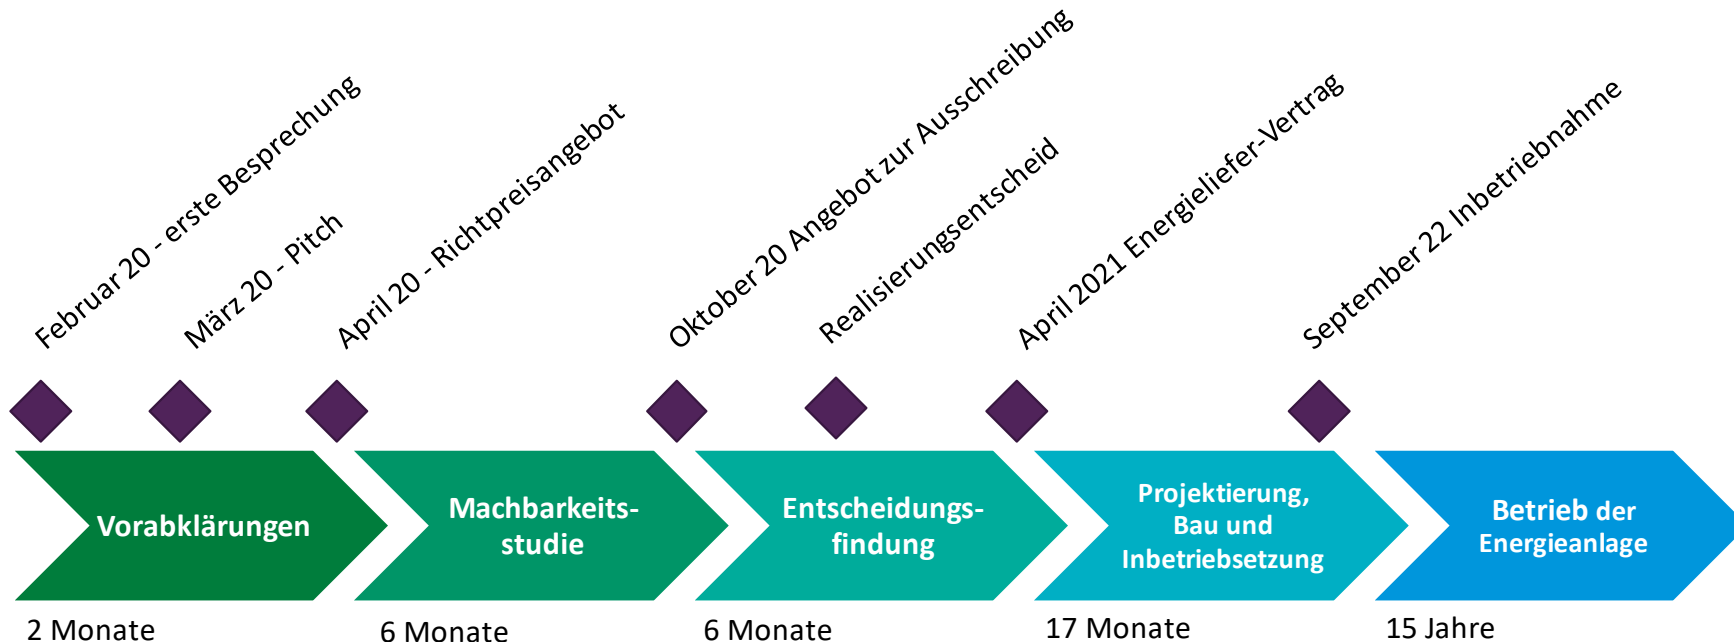 Februar 20 - erste Besprechung
März 20 - Pitch
April 20 - Richtpreisangebot
Oktober 20 Angebot zur Ausschreibung
Realisierungsentscheid
April 2021 Energieliefer-Vertrag
September 22 Inbetriebnahme
Vorabklärungen
Machbarkeits-
studie
Entscheidungs-
findung
Projektierung,
Bau und
Inbetriebsetzung
Betrieb der
Energieanlage
2 Monate
6 Monate
6 Monate
17 Monate
15 Jahre